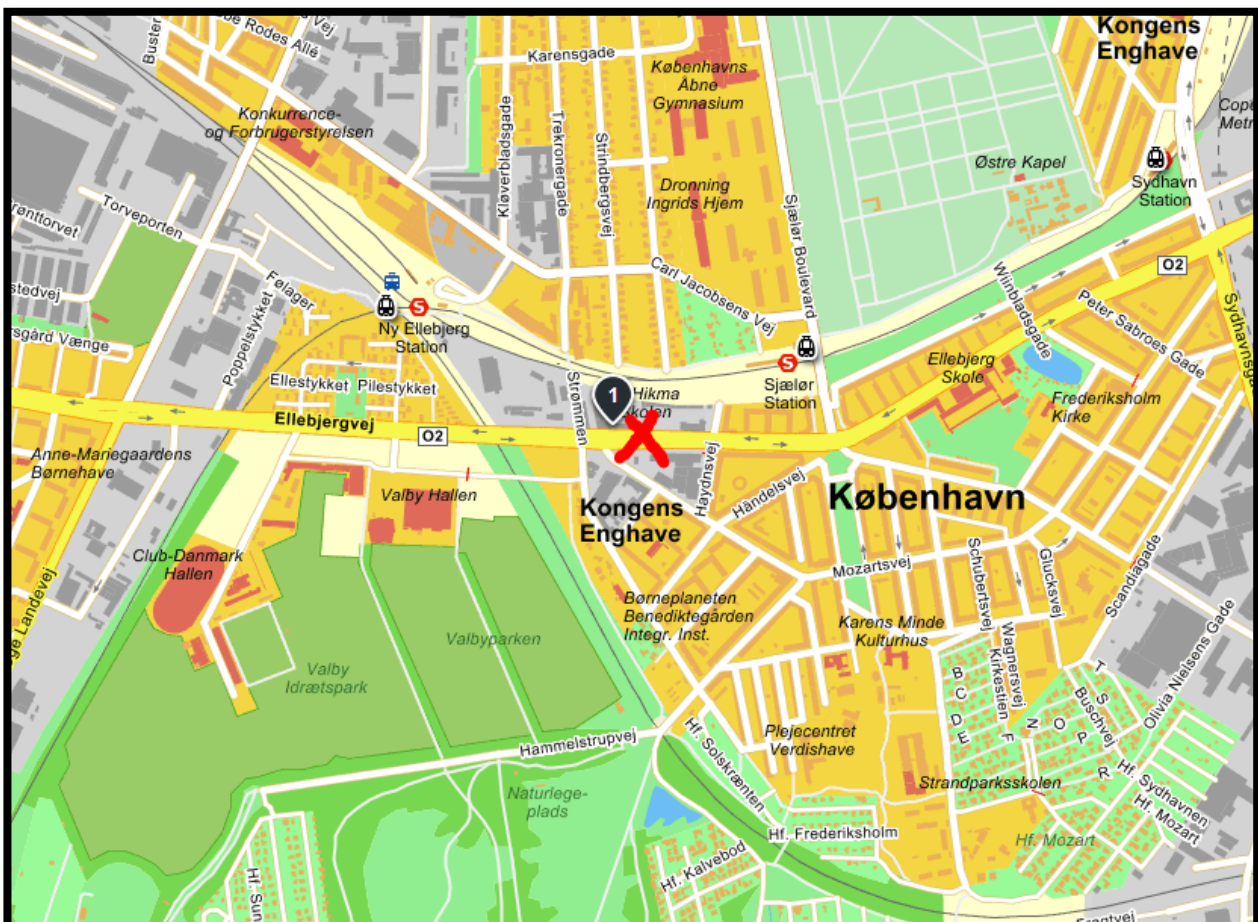 Kongens
Enghave
Rodes Allé
Vej
Buster
Karensgade
Københavns
Åbne
Gymnasium
Konkurrence-
og Forbrugerstyrelsen
Kløverbladsgade
Trekronergade
Strindbergsvej
Dronning
Ingrids Hjem
Sjælør Boulevard
Østre Kapel
Sydhavn
Station
Torveporten
Følager
Poppelstykket
Ny Ellebjerg
Station
S
Carl Jacobsens Vej
Wiinbladsgade
O2
Peter Sabroes Gade
Ellestykket
Pilestykket
Strømmen
1
Hikma
S
Sjælør
Station
Ellebjerg
Skole
Frederiksholm
Kirke
Ellebjergvej
O2
Anne-Mariegaardens
Børnehave
Valby Hallen
Kongens
Enghave
Haydnsvej
Händelsvej
København
Club-Danmark
Hallen
Mozartsvej
Schubertsvej
Glucksvej
Scandiagade
Børneplaneten
Benediktegården
Integr. Inst.
Karens Minde
Kulturhus
Wagnersvej
Kirkestien
Valbyparken
Valby
Idrætspark
B
C
D
E
F
N
O
P
R
S
T
Buschvej
Olivia Nielsens Gade
Hammelstrupvej
Hf. Solskrænten
Plejecentret
Verdishave
Strandparksskolen
Hf. Sydhavnen
Hf. Mozart
Naturlege-
plads
Hf. Frederiksholm
Hf. Mozart
Hf. Kalvebod